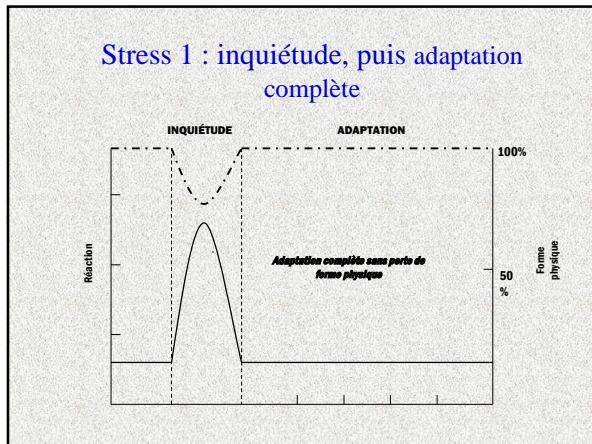 Stress 1 : inquiétude, puis adaptation
complète
INQUIÉTUDE
ADAPTATION
100%
Réaction
Adaptation complète sans perte de
forme physique
50
%
Forme
physique